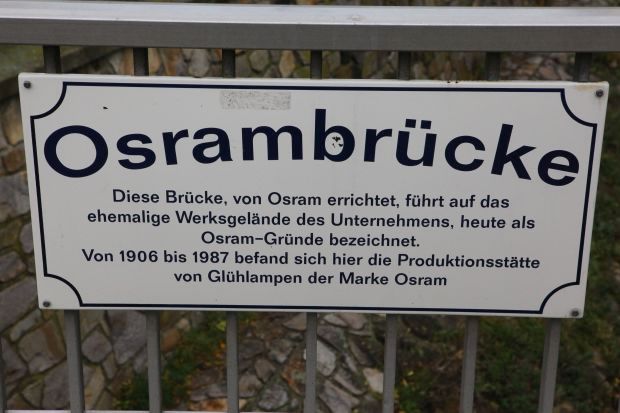 Osrambrücke
Diese Brücke, von Osram errichtet, führt auf das
ehemalige Werksgelände des Unternehmens, heute als
Osram-Gründe bezeichnet.
Von 1906 bis 1987 befand sich hier die Produktionsstätte
von Glühlampen der Marke Osram